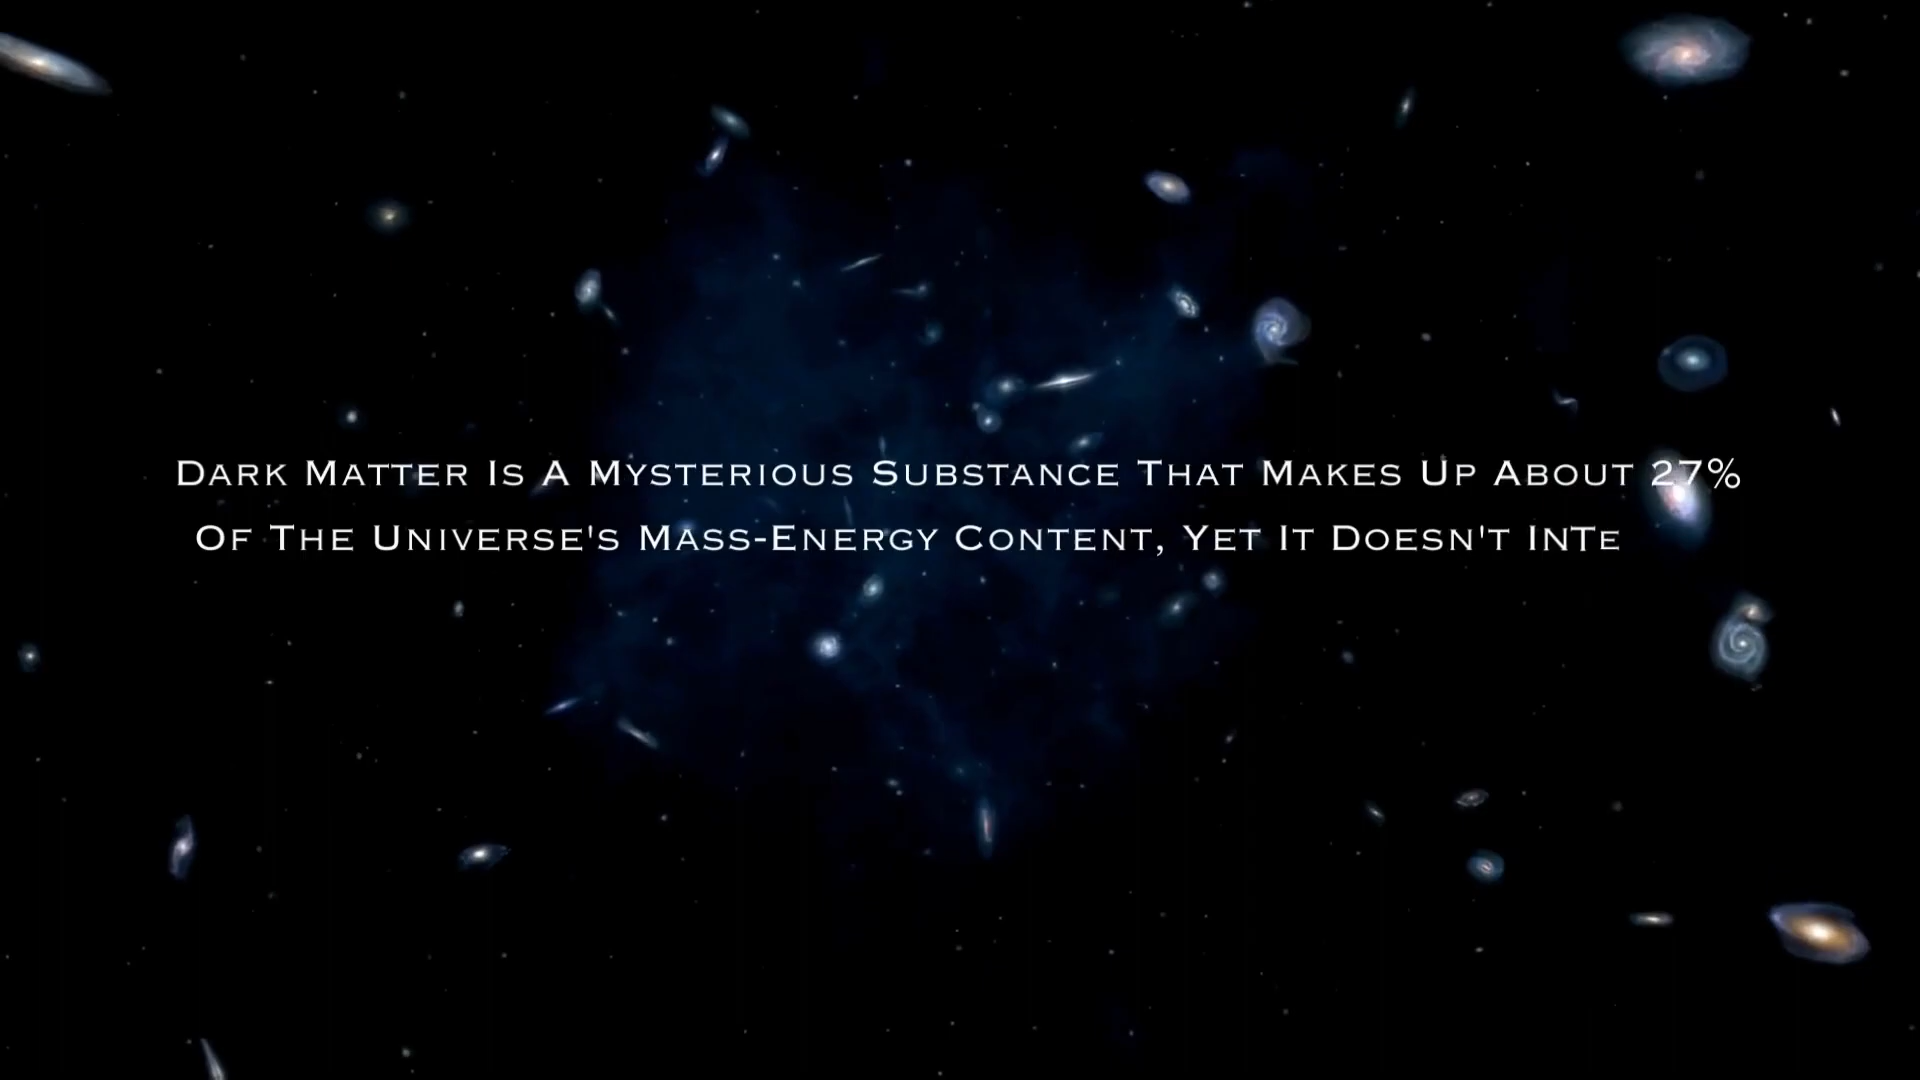 Dark Matter Is A Mysterious Substance That Makes Up About 27%
Of The Universe's Mass-Energy Content, Yet It Doesn't InTe